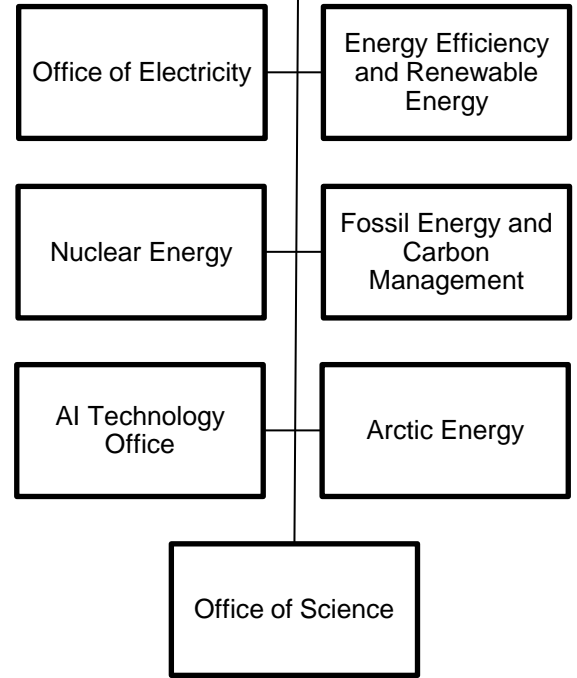 Office of Electricity
Energy Efficiency
and Renewable
Energy
Nuclear Energy
Fossil Energy and
Carbon
Management
AI Technology
Office
Arctic Energy
Office of Science